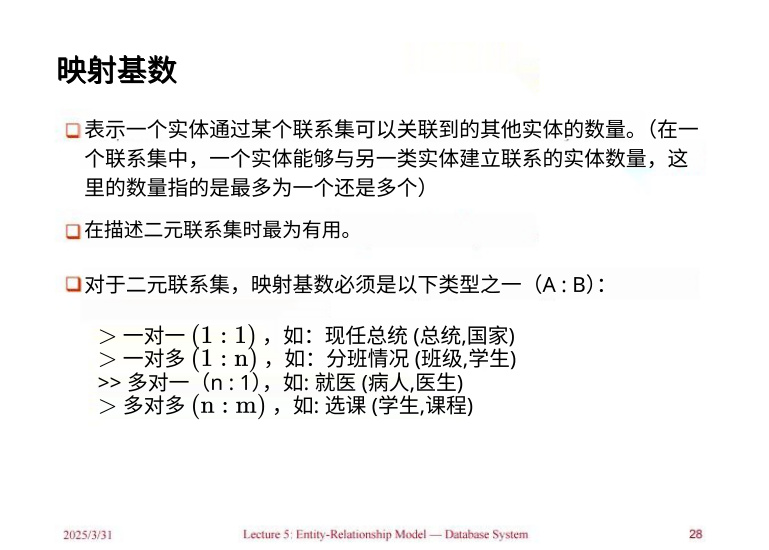 映射基数
表示一个实体通过某个联系集可以关联到的其他实体的数量。（在一
个联系集中，一个实体能够与另一类实体建立联系的实体数量，这
里的数量指的是最多为一个还是多个）
在描述二元联系集时最为有用。
对于二元联系集，映射基数必须是以下类型之一（A : B）：
> 一对一 (1 : 1) ，如：现任总统 (总统,国家)
> 一对多 (1 : n) ，如：分班情况 (班级,学生)
>> 多对一（n : 1），如: 就医 (病人,医生)
> 多对多 (n : m) ，如: 选课 (学生,课程)
2025/3/31
Lecture 5: Entity-Relationship Model — Database System
28